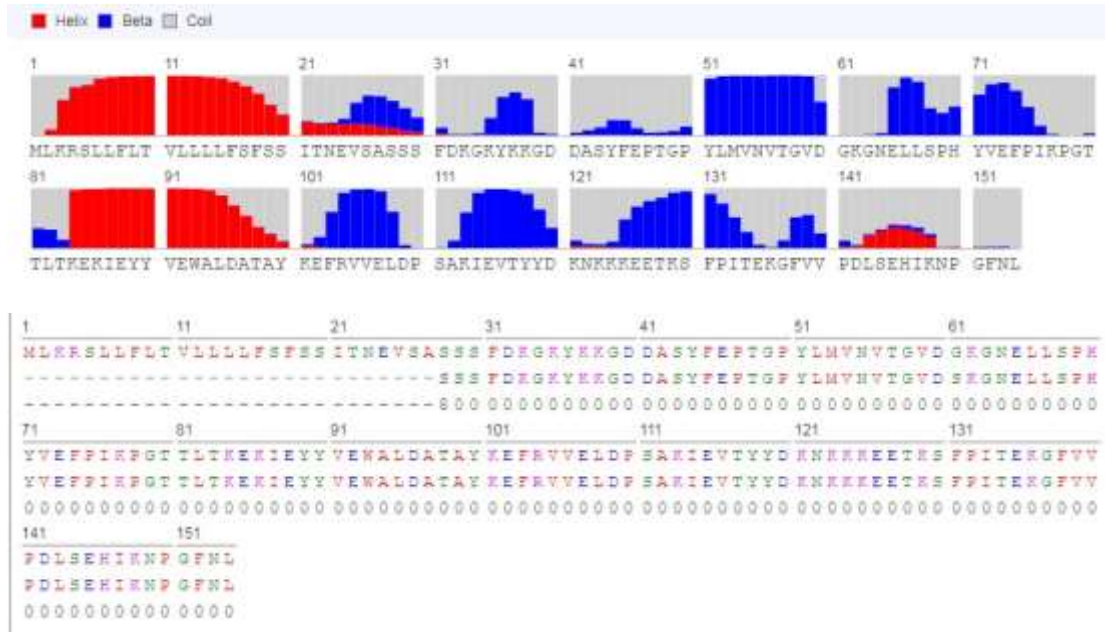 Helix Beta Coil
1 11 21 31 41 51 61 71
MLKRSLLFLT VLLLLFSFSS ITNEVSASSS FDKGKYKKGD DASYFEPTGP YLMVNVTGVD GKGNELLSPH YVEFPIKPGT
81 91 101 111 121 131 141 151
TLTKEKIEYY VEWALDATAY KEFRVVELDP SAKIEVTYYD KNKKKEETKS FPITEKGFVV PDLSEHIKNP GFNL
1 11 21 31 41 51 61
MLKRSLLFLT VLLLLFSFSS ITNEVSASSS FDKGKYKKGD DASYFEPTGP YLMVNVTGVD GKGNELLSPH
- - - - - - - - - - - - - - - - - - - - - - - - - - - SSS FDKGKYKKGD DASYFEPTGP YLMVNVTGVD SKGNELLSPH
- - - - - - - - - - - - - - - - - - - - - - - - - - - 800 0000000000 0000000000 0000000000 0000000000
71 81 91 101 111 121 131
YVEFPIKPGT TLTKEKIEYY VEWALDATAY KEFRVVELDP SAKIEVTYYD KNKKKEETKS FPITEKGFVV
YVEFPIKPGT TLTKEKIEYY VEWALDATAY KEFRVVELDP SAKIEVTYYD KNKKKEETKS FPITEKGFVV
0000000000 0000000000 0000000000 0000000000 0000000000 0000000000 0000000000
141 151
PDLSEHIKNP GFNL
PDLSEHIKNP GFNL
0000000000 0000